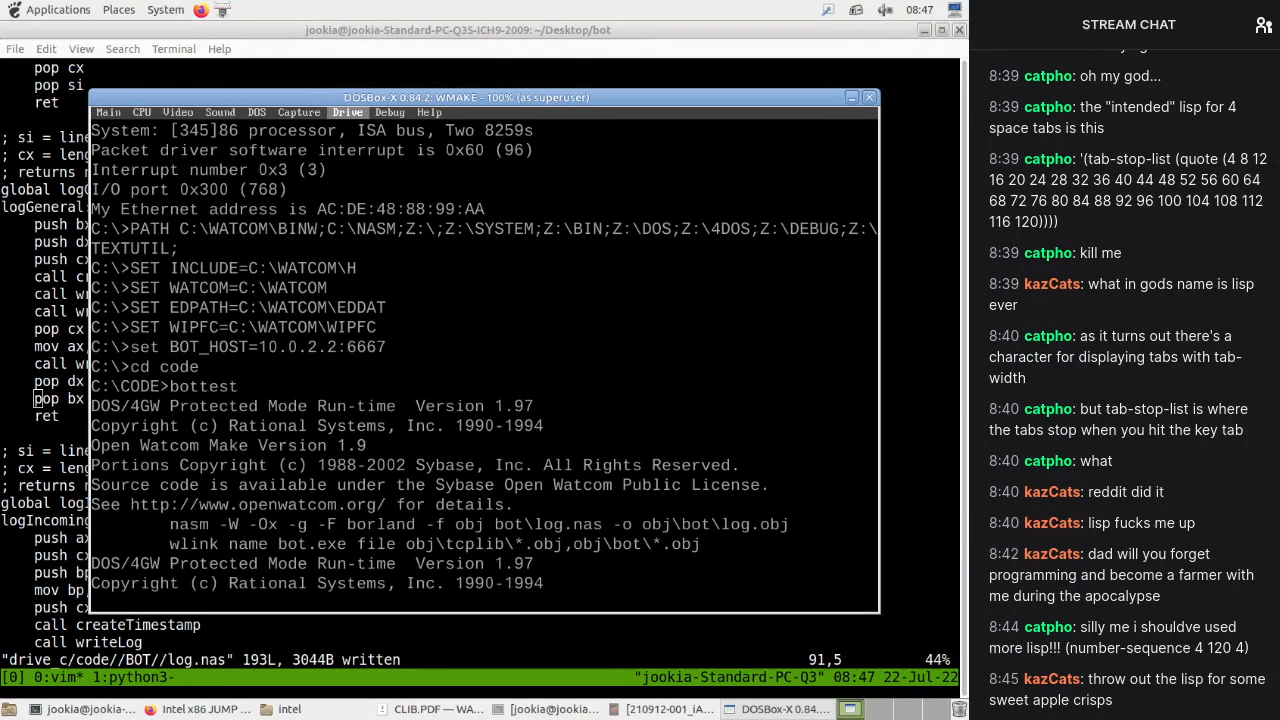 Applications Places System 08:47
jookia@jookia-Standard-PC-Q35-ICH9-2009: ~/Desktop/bot
File Edit View Search Terminal Help
pop cx
pop si
ret
; si = line
; cx = leng
; returns r
global log
logGeneral:
push bx
push dx
push cx
call cr
call wr
call wr
pop cx
mov ax,
call wr
pop dx
pop bx
ret
; si = line
; cx = leng
; returns r
global log
logIncoming
push ax
push cx
push bp
mov bp,
push cx
call createTimestamp
call writeLog
"drive_c/code//BOT//log.nas" 193L, 3044B written 91,5 44%
[0] 0:vim* 1:python3- "jookia-Standard-PC-Q3" 08:47 22-Jul-22
DOSBox-X 0.84.2: WMAKE - 100% (as superuser)
Main CPU Video Sound DOS Capture Drive Debug Help
System: [345]86 processor, ISA bus, Two 8259s
Packet driver software interrupt is 0x60 (96)
Interrupt number 0x3 (3)
I/O port 0x300 (768)
My Ethernet address is AC:DE:48:88:99:AA
C:\>PATH C:\WATCOM\BINW;C:\NASM;Z:\;Z:\SYSTEM;Z:\BIN;Z:\DOS;Z:\4DOS;Z:\DEBUG;Z:\
TEXTUTIL;
C:\>SET INCLUDE=C:\WATCOM\H
C:\>SET WATCOM=C:\WATCOM
C:\>SET EDPATH=C:\WATCOM\EDDAT
C:\>SET WIPFC=C:\WATCOM\WIPFC
C:\>set BOT_HOST=10.0.2.2:6667
C:\>cd code
C:\CODE>bottest
DOS/4GW Protected Mode Run-time Version 1.97
Copyright (c) Rational Systems, Inc. 1990-1994
Open Watcom Make Version 1.9
Portions Copyright (c) 1988-2002 Sybase, Inc. All Rights Reserved.
Source code is available under the Sybase Open Watcom Public License.
See http://www.openwatcom.org/ for details.
nasm -W -Ox -g -F borland -f obj bot\log.nas -o obj\bot\log.obj
wlink name bot.exe file obj\tcplib\*.obj,obj\bot\*.obj
DOS/4GW Protected Mode Run-time Version 1.97
Copyright (c) Rational Systems, Inc. 1990-1994
jookia@jookia-... Intel x86 JUMP ... intel CLIB.PDF — WA... [jookia@jookia... [210912-001_iA... DOSBox-X 0.84....
STREAM CHAT
8:39 catpho: oh my god...
8:39 catpho: the "intended" lisp for 4
space tabs is this
8:39 catpho: '(tab-stop-list (quote (4 8 12
16 20 24 28 32 36 40 44 48 52 56 60 64
68 72 76 80 84 88 92 96 100 104 108 112
116 120))))
8:39 catpho: kill me
8:39 kazCats: what in gods name is lisp
ever
8:40 catpho: as it turns out there's a
character for displaying tabs with tab-
width
8:40 catpho: but tab-stop-list is where
the tabs stop when you hit the key tab
8:40 catpho: what
8:40 kazCats: reddit did it
8:40 kazCats: lisp fucks me up
8:42 kazCats: dad will you forget
programming and become a farmer with
me during the apocalypse
8:44 catpho: silly me i shouldve used
more lisp!!! (number-sequence 4 120 4)
8:45 kazCats: throw out the lisp for some
sweet apple crisps